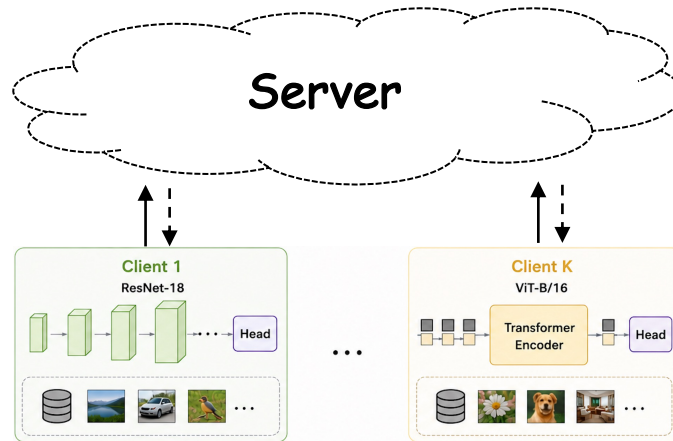 Server
Client 1
ResNet-18
Head
Client K
ViT-B/16
Transformer
Encoder
Head